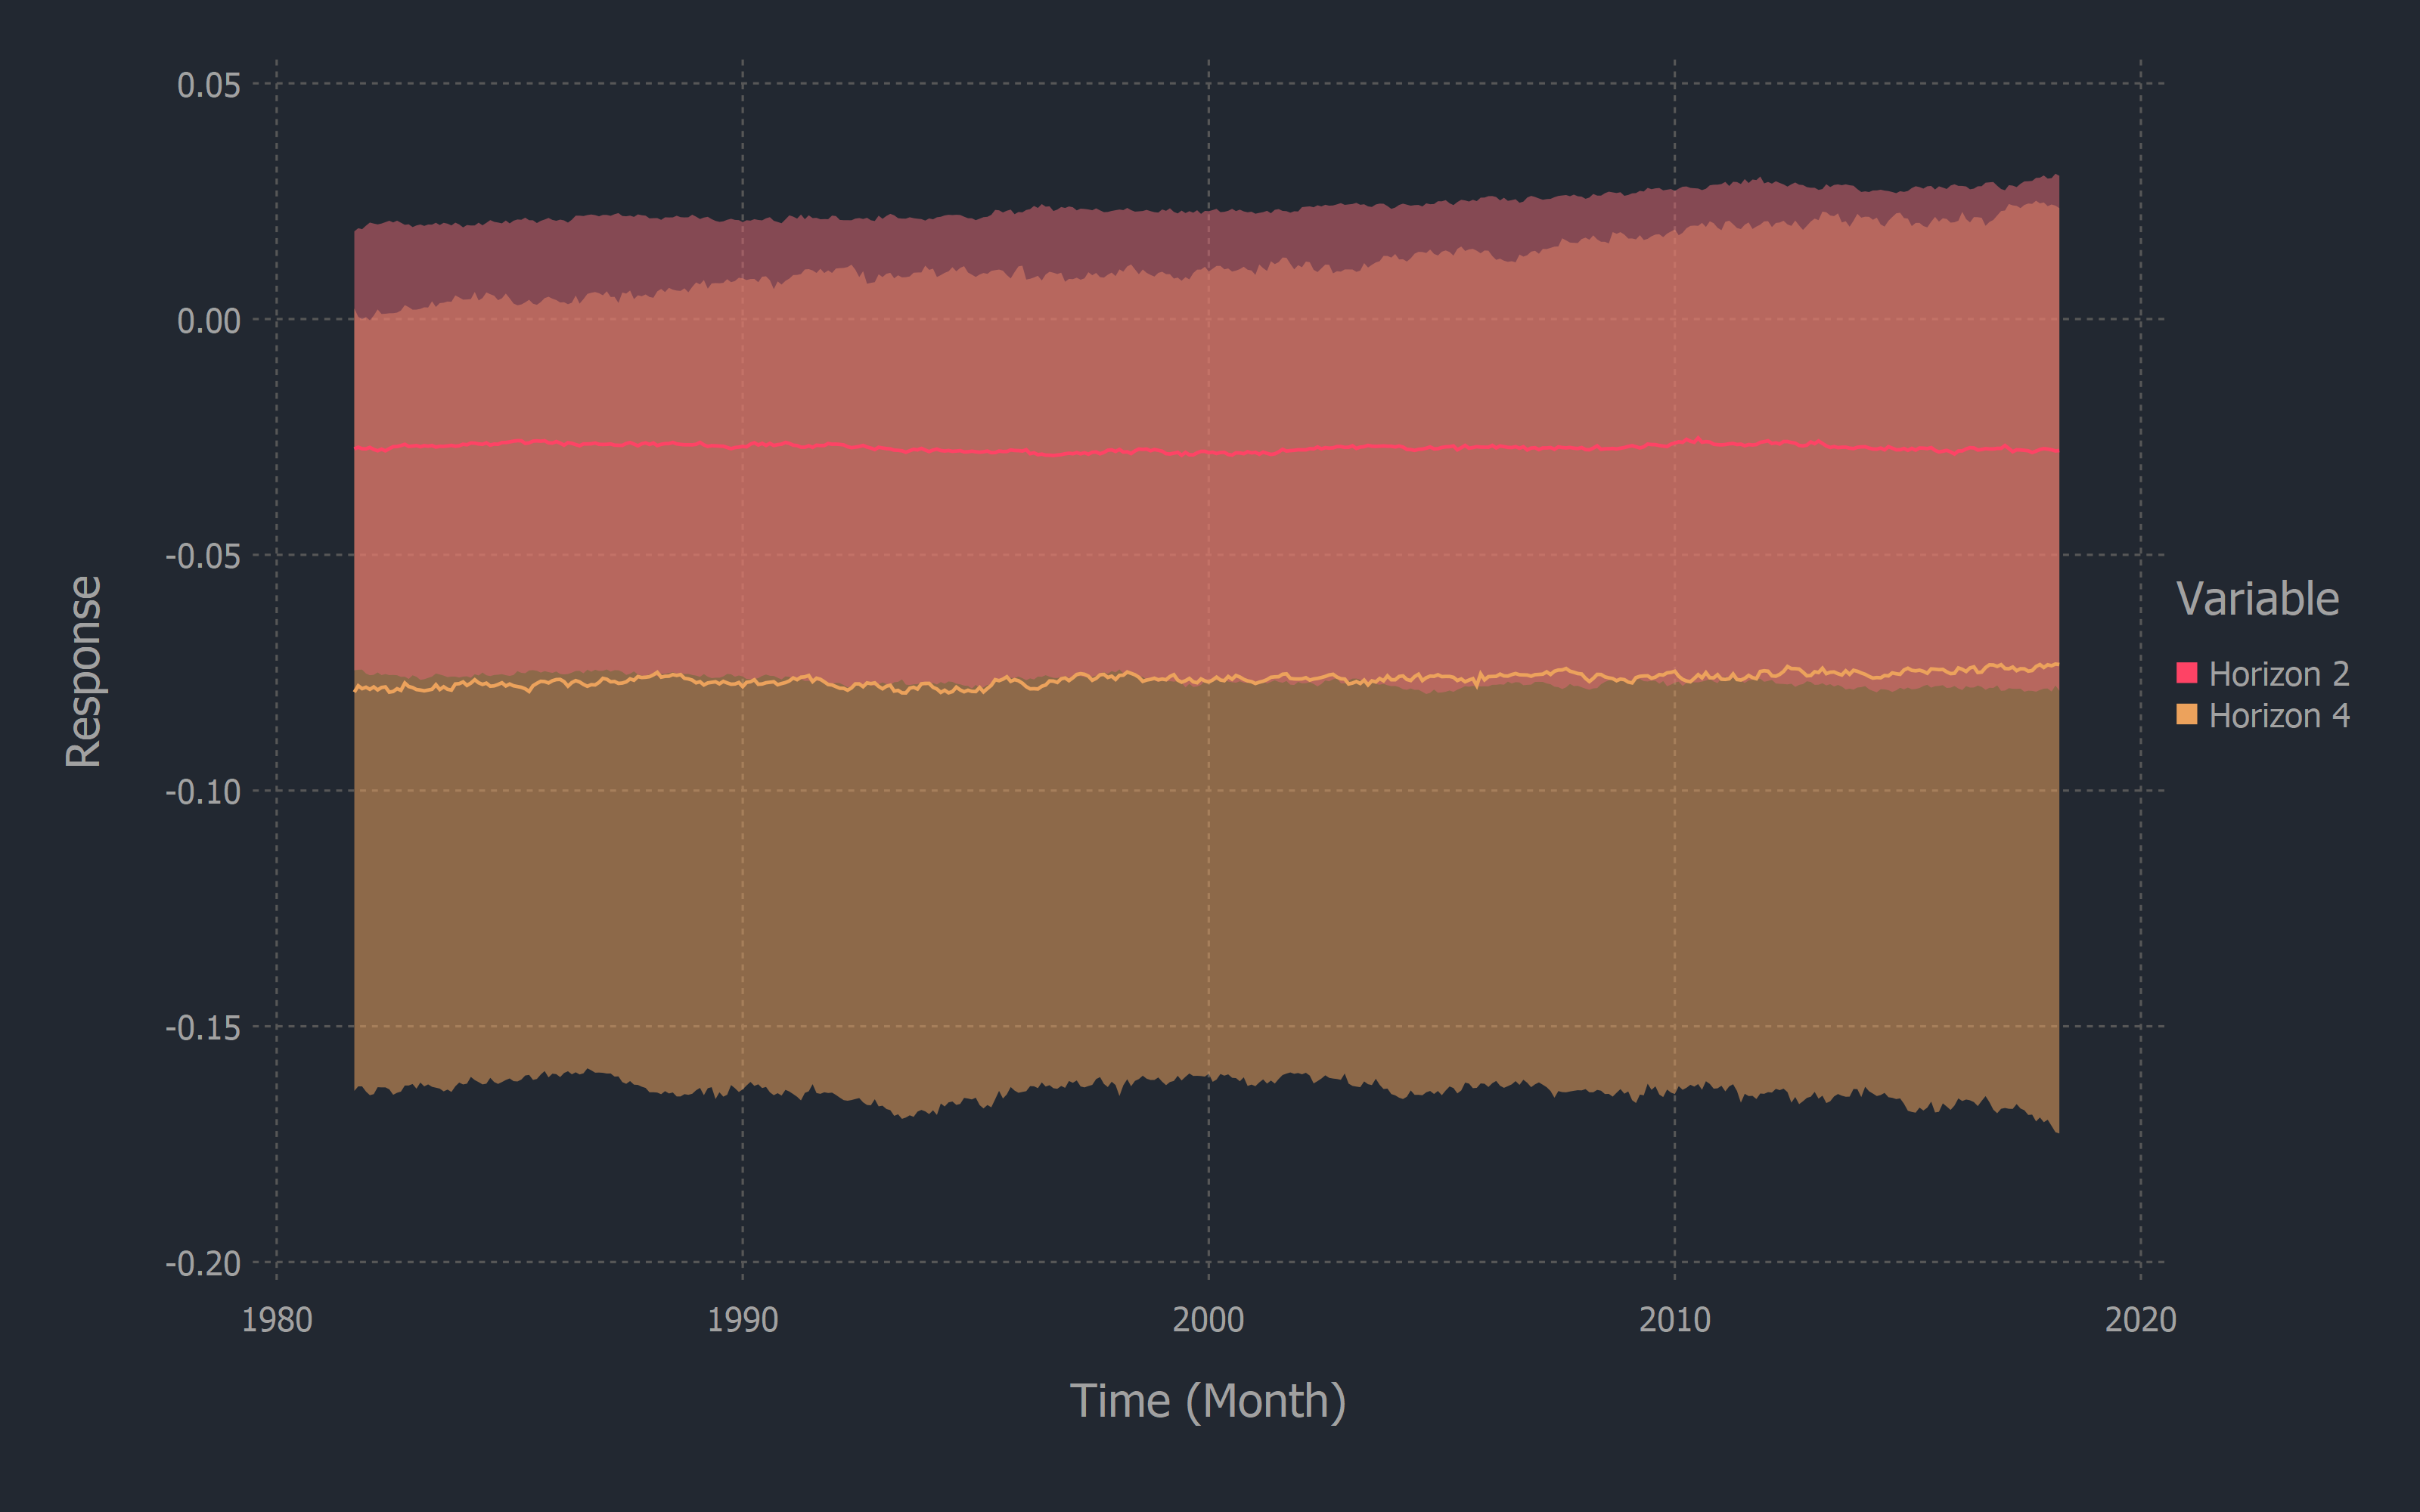 0.05
0.00
-0.05
-0.10
-0.15
-0.20
Response
1980 1990 2000 2010 2020
Time (Month)
Variable
Horizon 2
Horizon 4